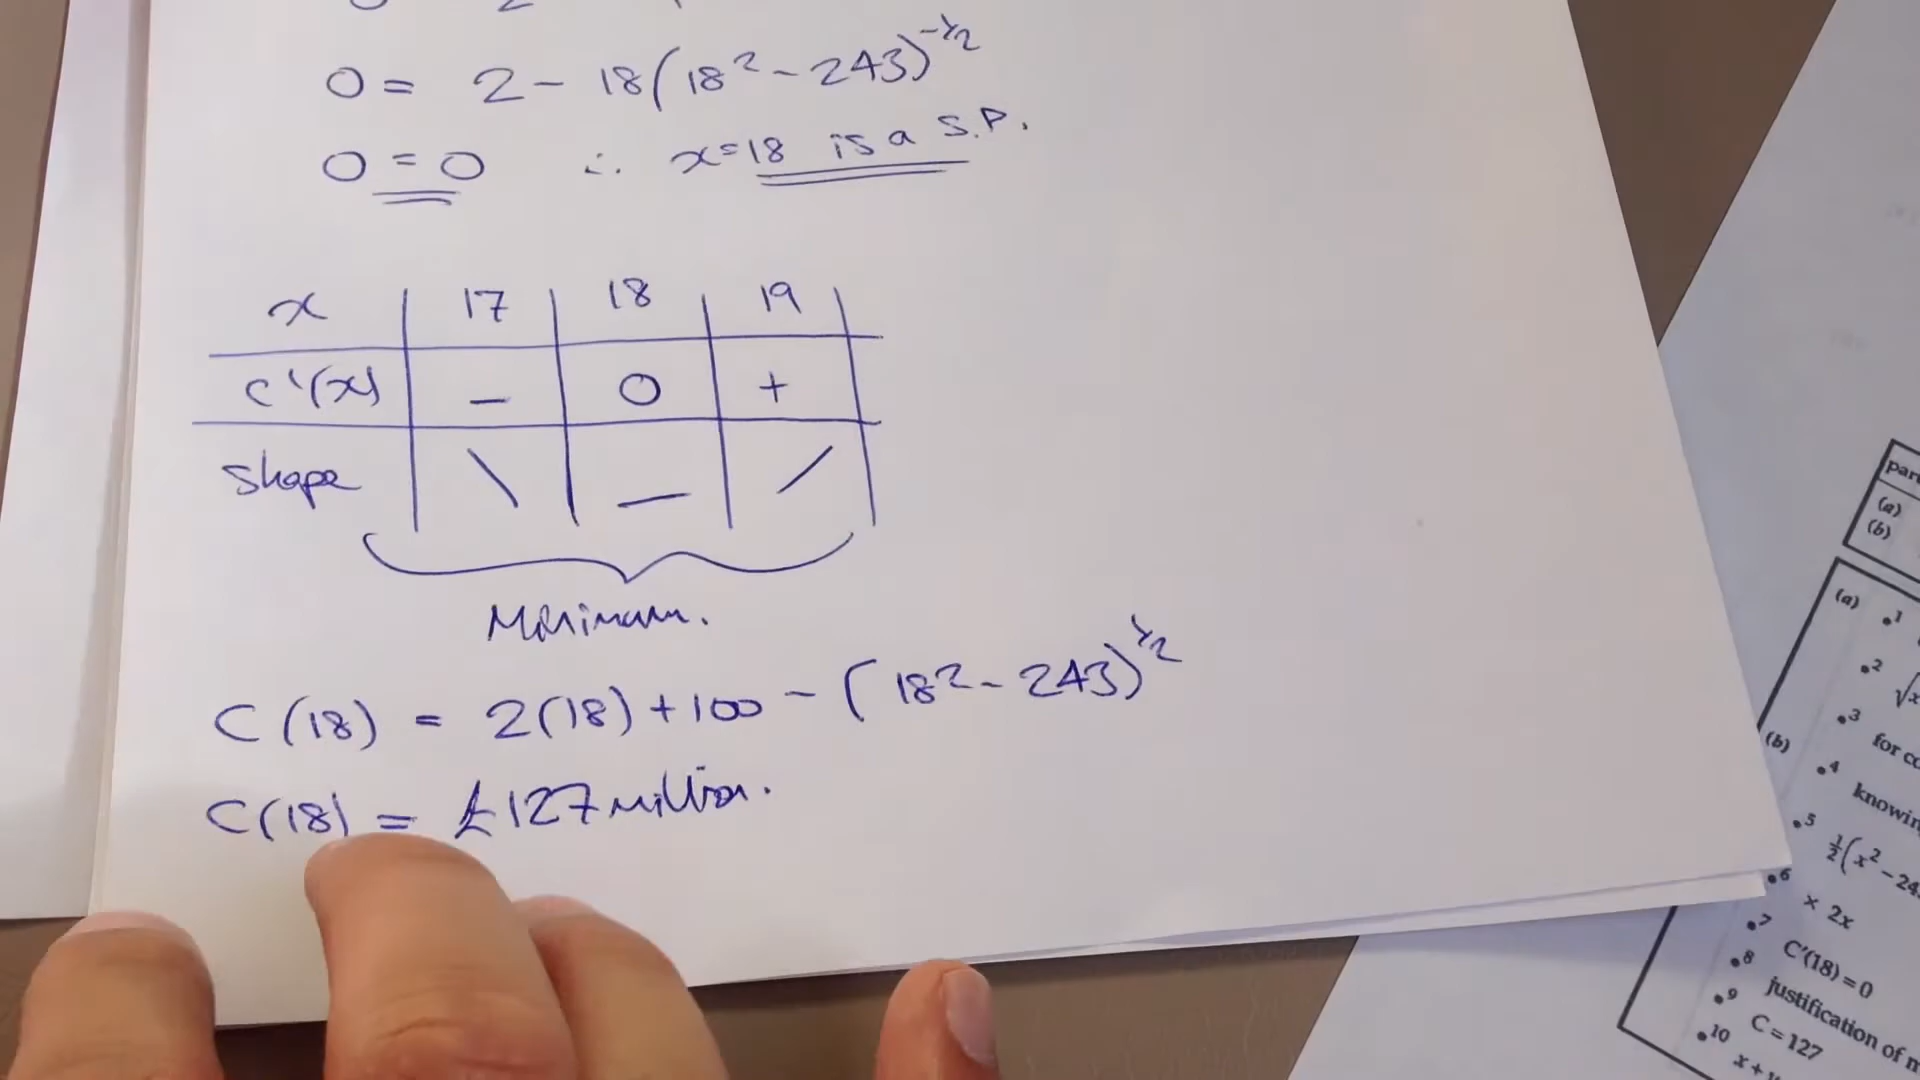 0 = 2 - 18(18² - 243)^-1/2
0 = 0 ∴ x=18 is a S.P.
x 17 18 19
C'(x) - 0 +
Shape \ _ /
Minimum.
C(18) = 2(18) + 100 - (18² - 243)^1/2
C(18) = £127 million.
(a)
(b)
(a) •1
•2
•3 for
(b) •4
•5 ½(x² - 24
•6 × 2x
•7 C'(18) = 0
•8 justification of
•9 C = 127
•10 x +